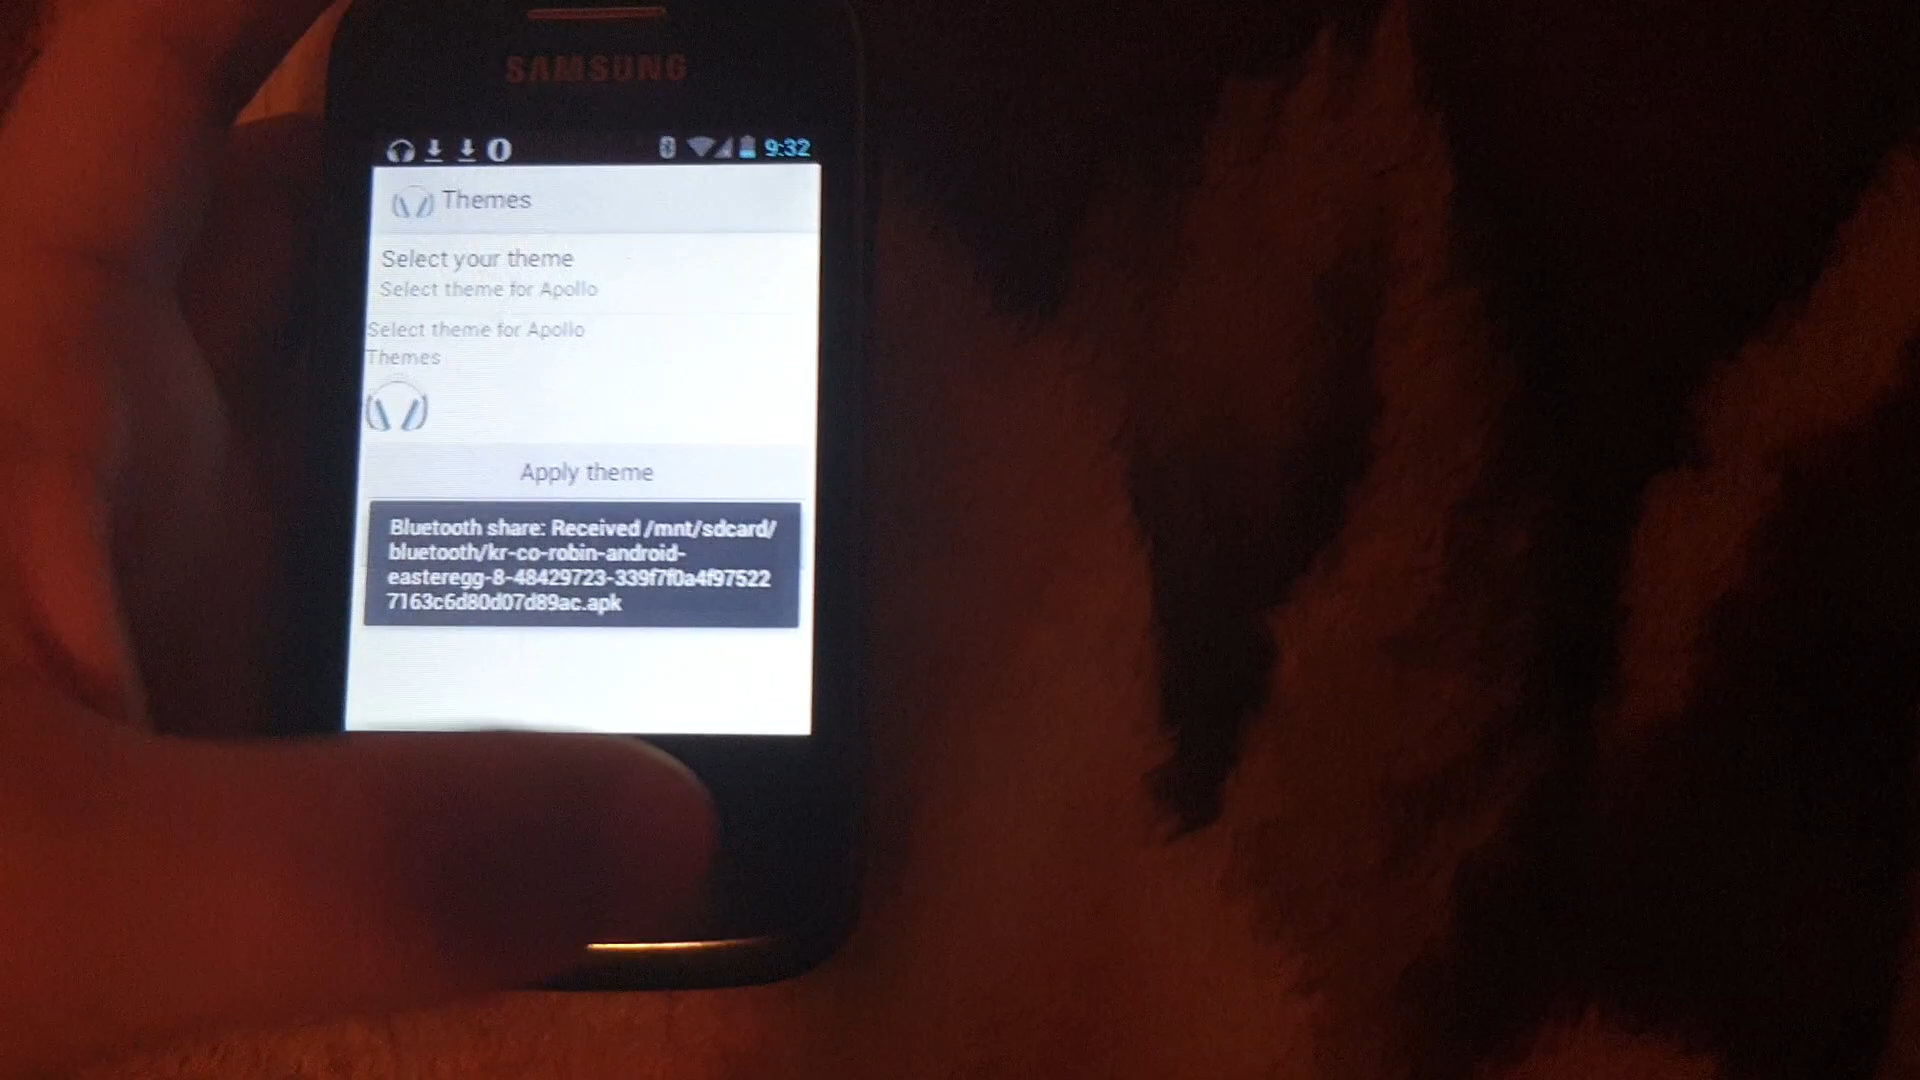 SAMSUNG
9:32
Themes
Select your theme
Select theme for Apollo
Select theme for Apollo
Themes
Apply theme
Bluetooth share: Received /mnt/sdcard/
bluetooth/kr-co-robin-android-
easteregg-8-48429723-339f7f0a4f97522
7163c6d80d07d89ac.apk